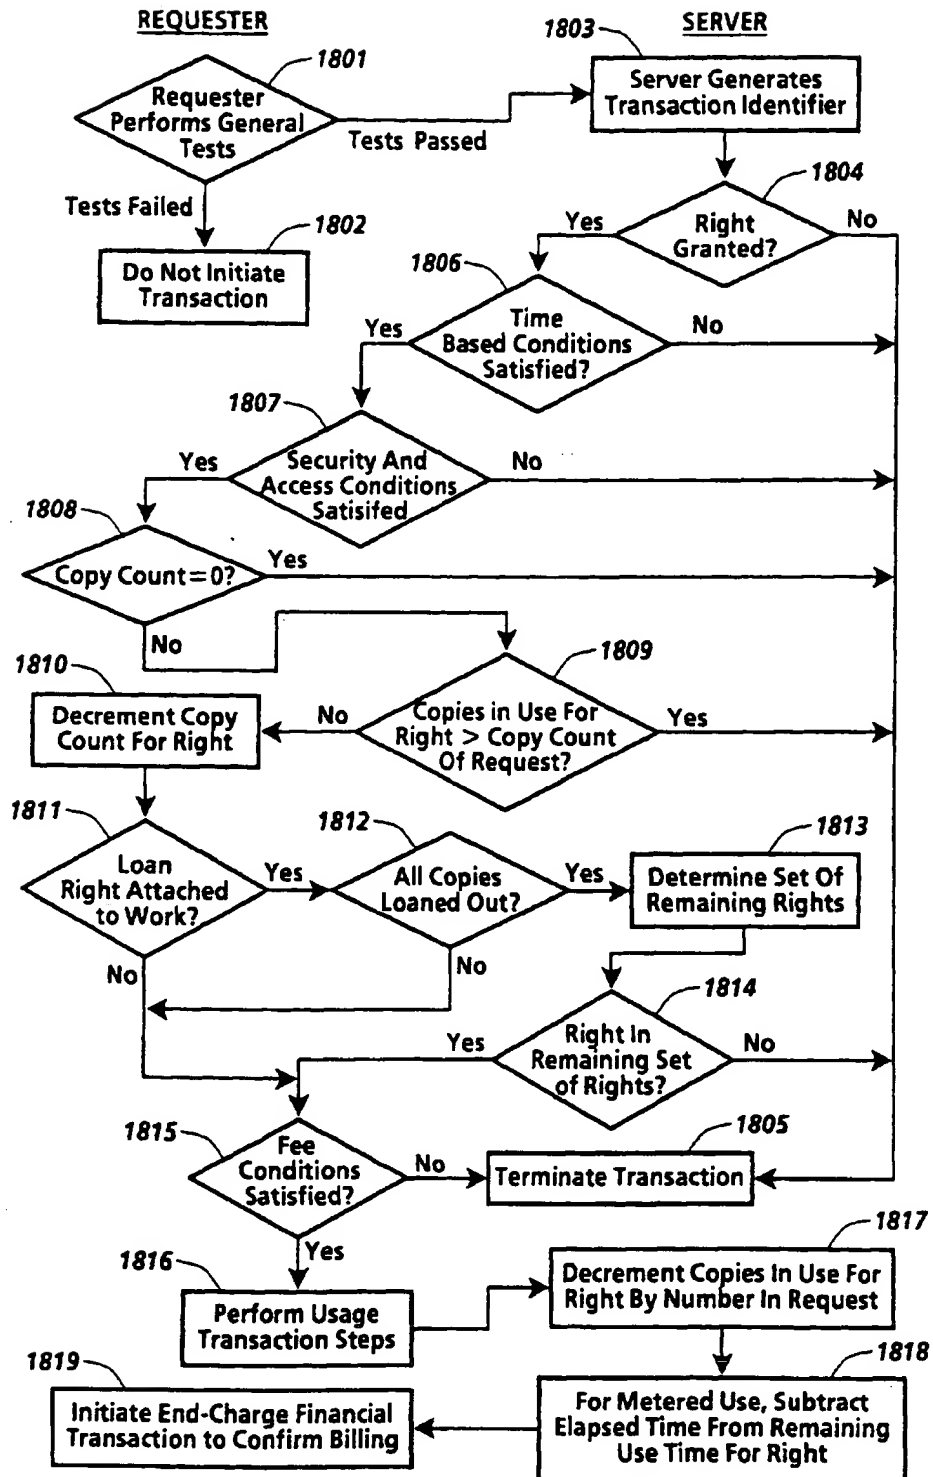 REQUESTER
SERVER
1801
1803
Requester
Performs General
Tests
Tests Passed
Server Generates
Transaction Identifier
Tests Failed
1802
Do Not Initiate
Transaction
1804
Right
Granted?
Yes
No
1806
Time
Based Conditions
Satisfied?
Yes
No
1807
Security And
Access Conditions
Satisifed
Yes
No
1808
Copy Count=0?
Yes
No
1809
Copies in Use For
Right > Copy Count
Of Request?
No
Yes
1810
Decrement Copy
Count For Right
1811
Loan
Right Attached
to Work?
Yes
No
1812
All Copies
Loaned Out?
Yes
No
1813
Determine Set Of
Remaining Rights
1814
Right In
Remaining Set
of Rights?
Yes
No
1815
Fee
Conditions
Satisfied?
No
Yes
1805
Terminate Transaction
1816
Perform Usage
Transaction Steps
1817
Decrement Copies In Use For
Right By Number In Request
1818
For Metered Use, Subtract
Elapsed Time From Remaining
Use Time For Right
1819
Initiate End-Charge Financial
Transaction to Confirm Billing